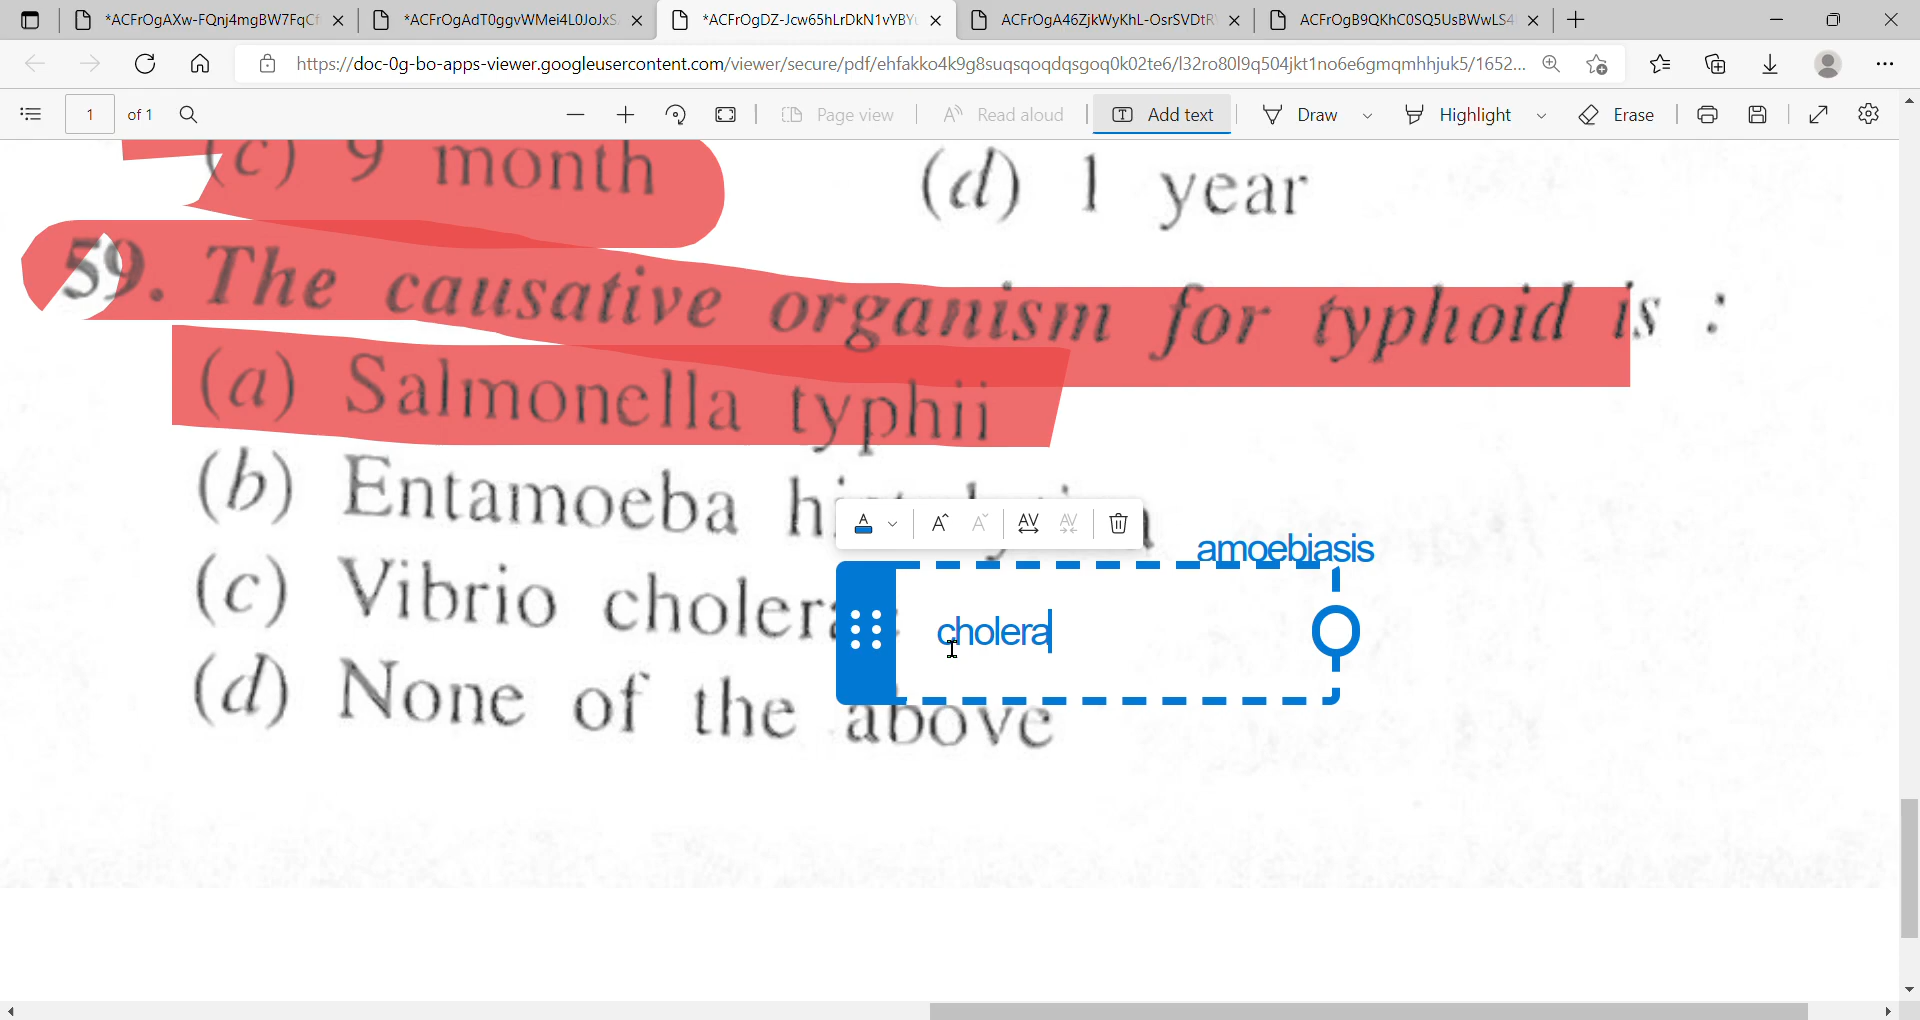 *ACFrOgAXw-FQnj4mgBW7FqCf
*ACFrOgAdT0ggvWMei4L0JoJxS
*ACFrOgDZ-Jcw65hLrDkN1vYBY
ACFrOgA46ZjkWyKhL-OsrSVDtR
ACFrOgB9QKhC0SQ5UsBWwLS4
https://doc-0g-bo-apps-viewer.googleusercontent.com/viewer/secure/pdf/ehfakko4k9g8suqsqoqdqsgoq0k02te6/l32ro80l9q504jkt1no6e6gmqmhhjuk5/1652...
1 of 1 Page view Read aloud Add text Draw Highlight Erase
(c) 9 month (d) 1 year
59. The causative organism for typhoid is :
(a) Salmonella typhii
(b) Entamoeba
amoebiasis
(c) Vibrio
cholera
(d) None of the above